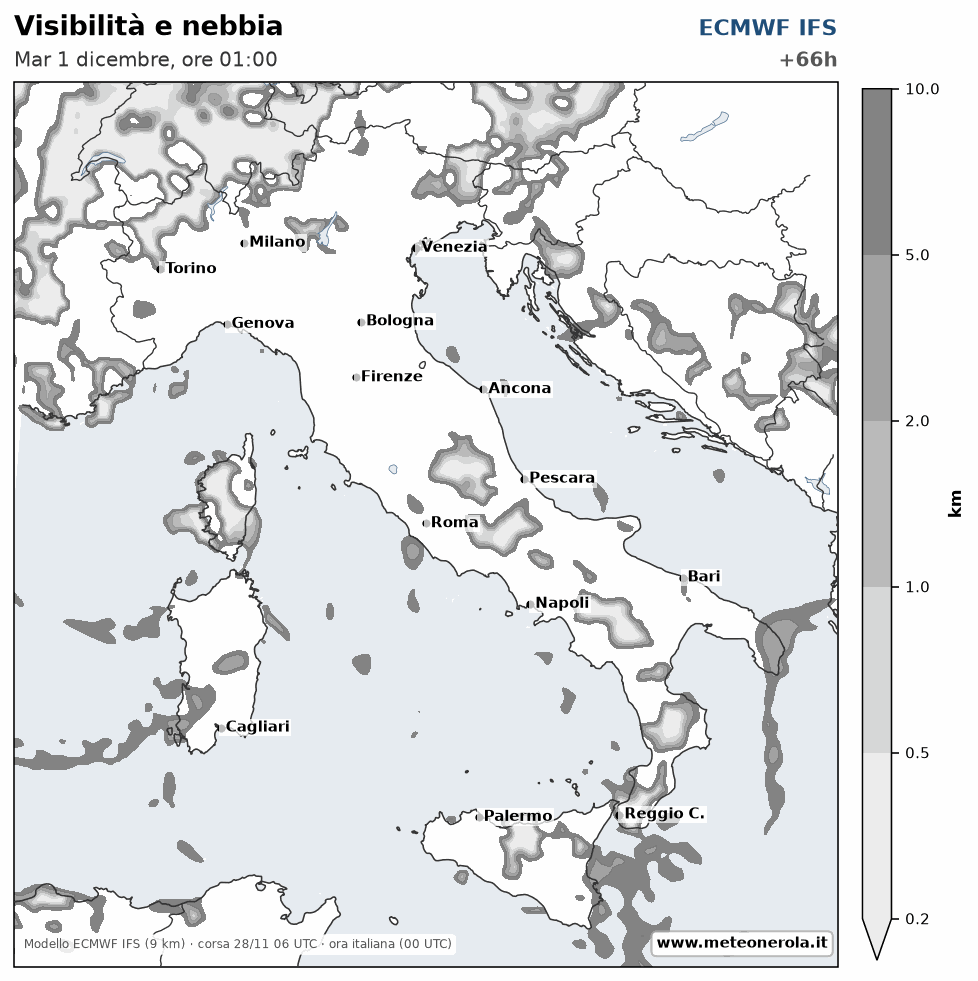 Visibilità e nebbia
ECMWF IFS
Mar 1 dicembre, ore 01:00
+66h
10.0
5.0
2.0
1.0
0.5
0.2
km
Milano
Venezia
Torino
Genova
Bologna
Firenze
Ancona
Pescara
Roma
Bari
Napoli
Cagliari
Palermo
Reggio C.
Modello ECMWF IFS (9 km) · corsa 28/11 06 UTC · ora italiana (00 UTC)
www.meteonerola.it